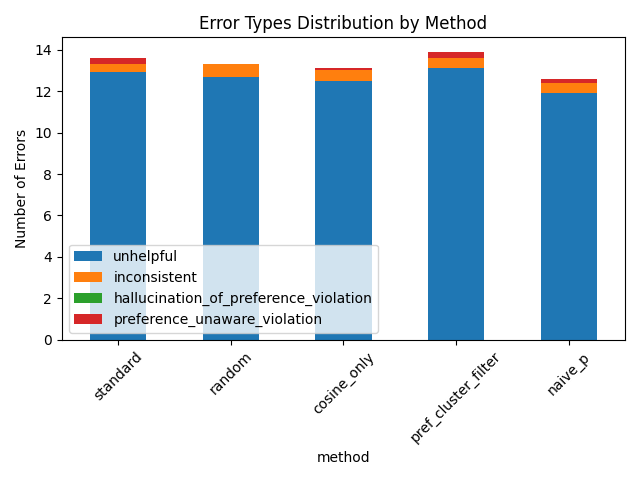 Error Types Distribution by Method
Number of Errors
14
12
10
8
6
4
2
0
unhelpful
inconsistent
hallucination_of_preference_violation
preference_unaware_violation
standard
random
cosine_only
pref_cluster_filter
naive_p
method